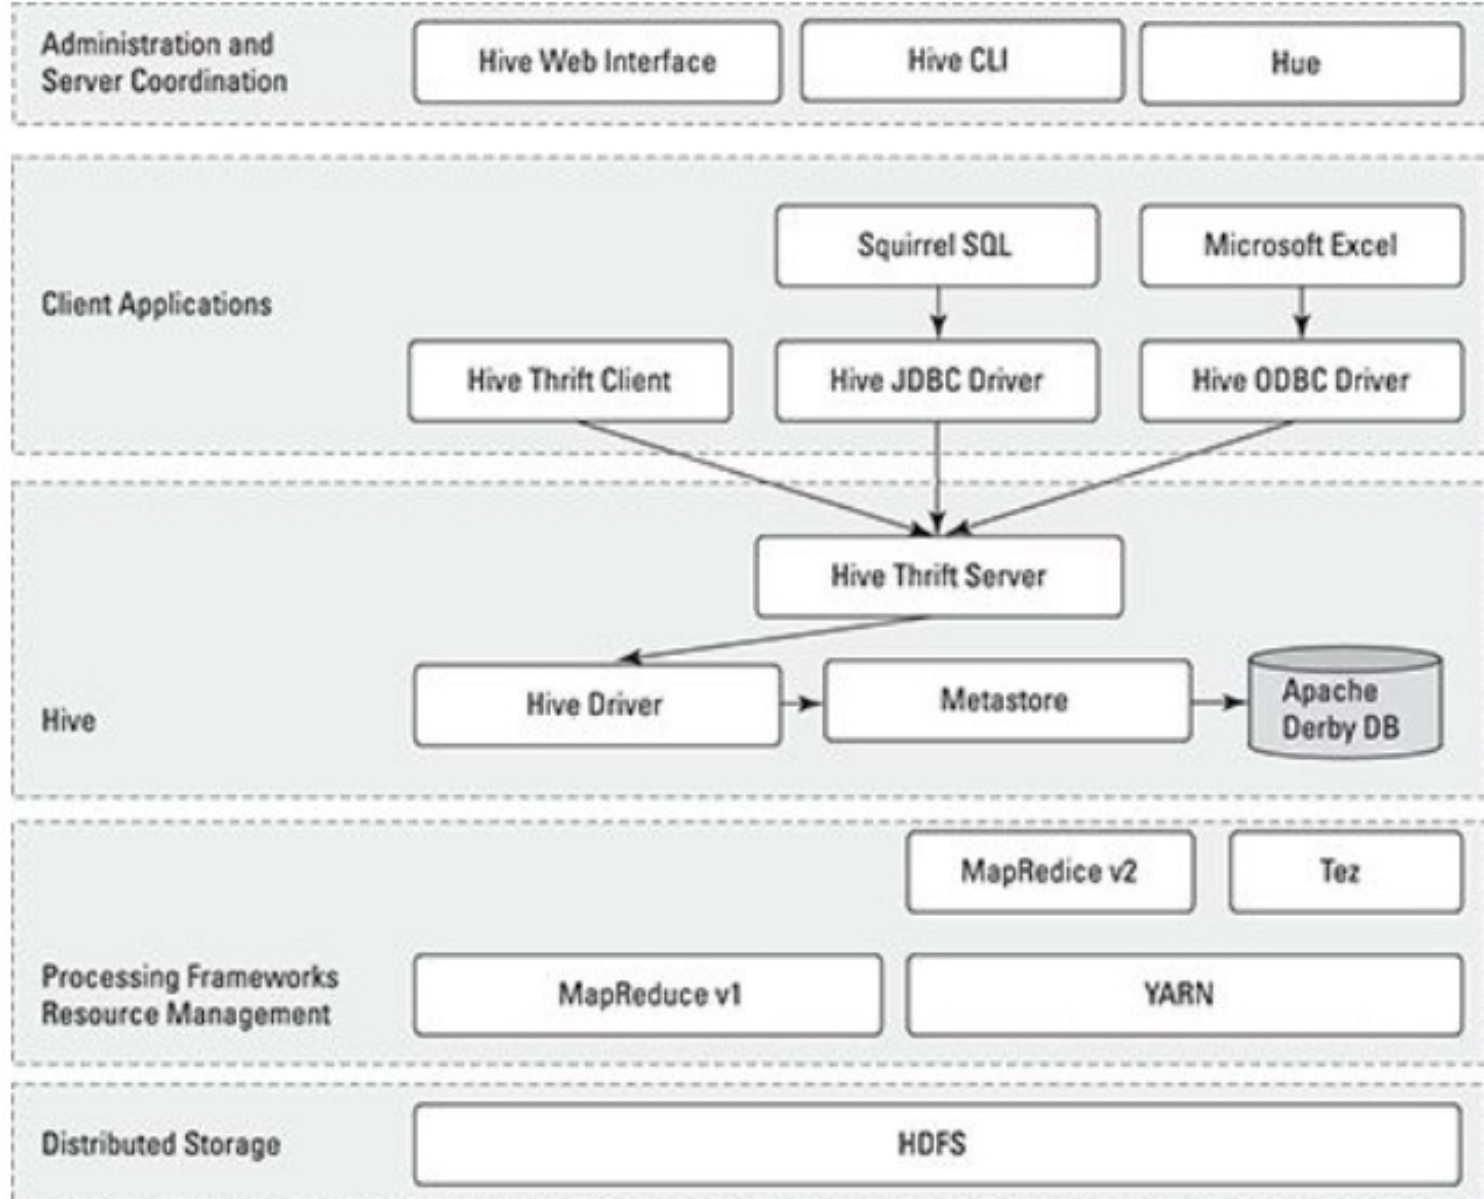 Administration and
Server Coordination
Hive Web Interface
Hive CLI
Hue
Client Applications
Squirrel SQL
Microsoft Excel
Hive Thrift Client
Hive JDBC Driver
Hive ODBC Driver
Hive
Hive Thrift Server
Hive Driver
Metastore
Apache
Derby DB
Processing Frameworks
Resource Management
MapRedice v2
Tez
MapReduce v1
YARN
Distributed Storage
HDFS